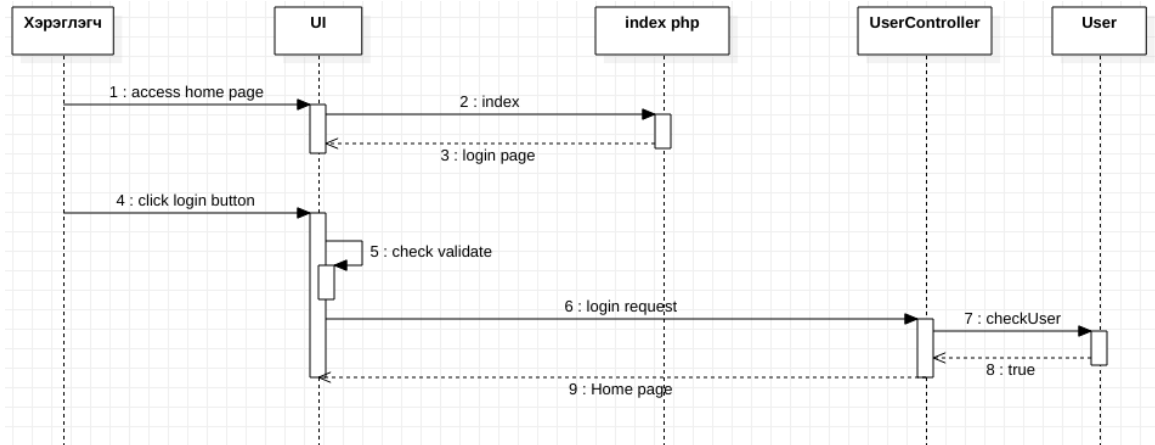 Хэрэглэгч
UI
index php
UserController
User
1 : access home page
2 : index
3 : login page
4 : click login button
5 : check validate
6 : login request
7 : checkUser
8 : true
9 : Home page